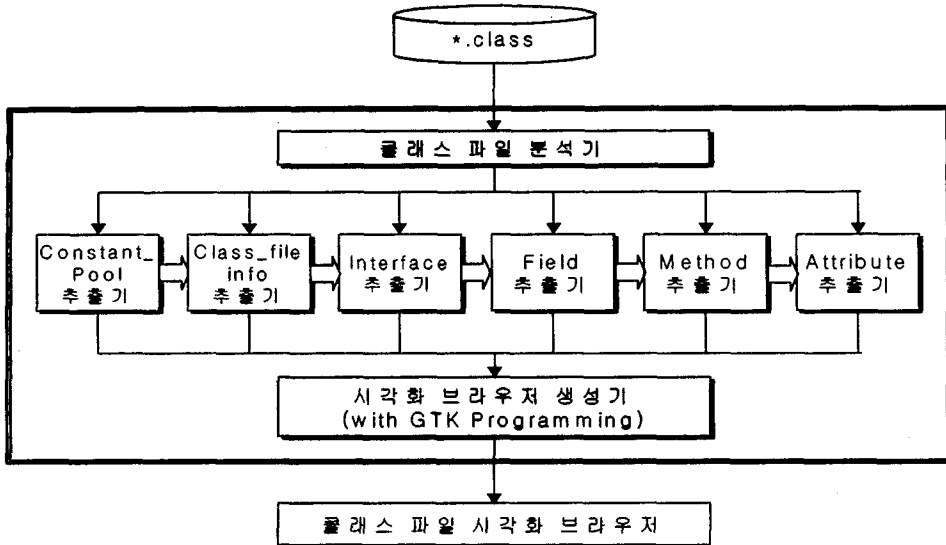 *.class
클래스 파일 분석기
Constant_
Pool
추출기
Class_file
info
추출기
Interface
추출기
Field
추출기
Method
추출기
Attribute
추출기
시각화 브라우저 생성기
(with GTK Programming)
클래스 파일 시각화 브라우저